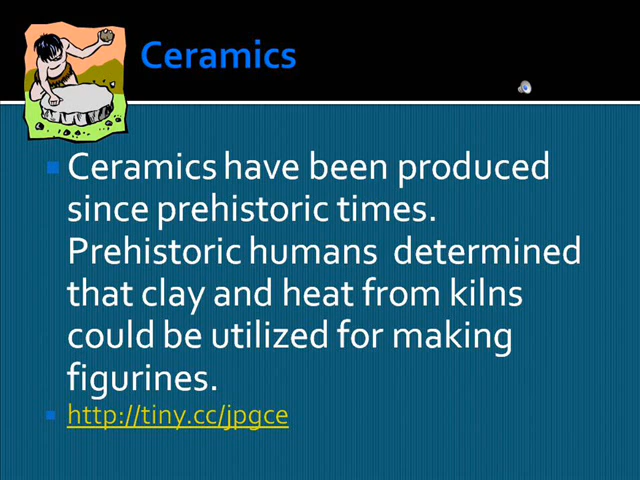 Ceramics
Ceramics have been produced
since prehistoric times.
Prehistoric humans determined
that clay and heat from kilns
could be utilized for making
figurines.
http://tiny.cc/jpgce